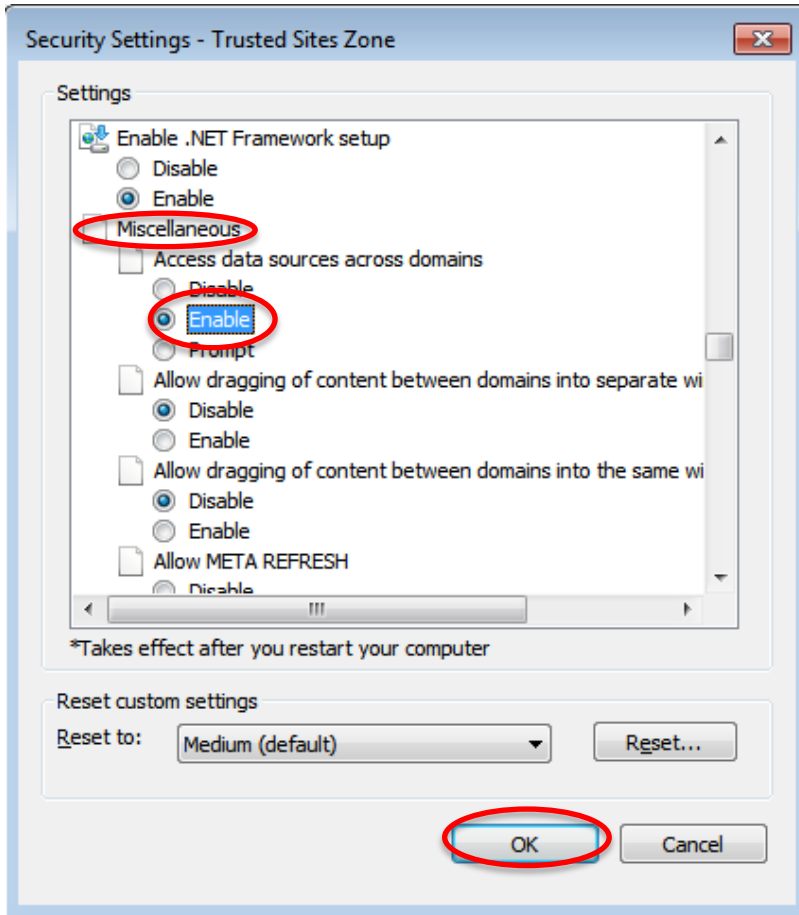 Security Settings - Trusted Sites Zone
Settings
Enable .NET Framework setup
Disable
Enable
Miscellaneous
Access data sources across domains
Disable
Enable
Prompt
Allow dragging of content between domains into separate wi
Disable
Enable
Allow dragging of content between domains into the same wi
Disable
Enable
Allow META REFRESH
Disable
*Takes effect after you restart your computer
Reset custom settings
Reset to:
Medium (default)
Reset...
OK
Cancel